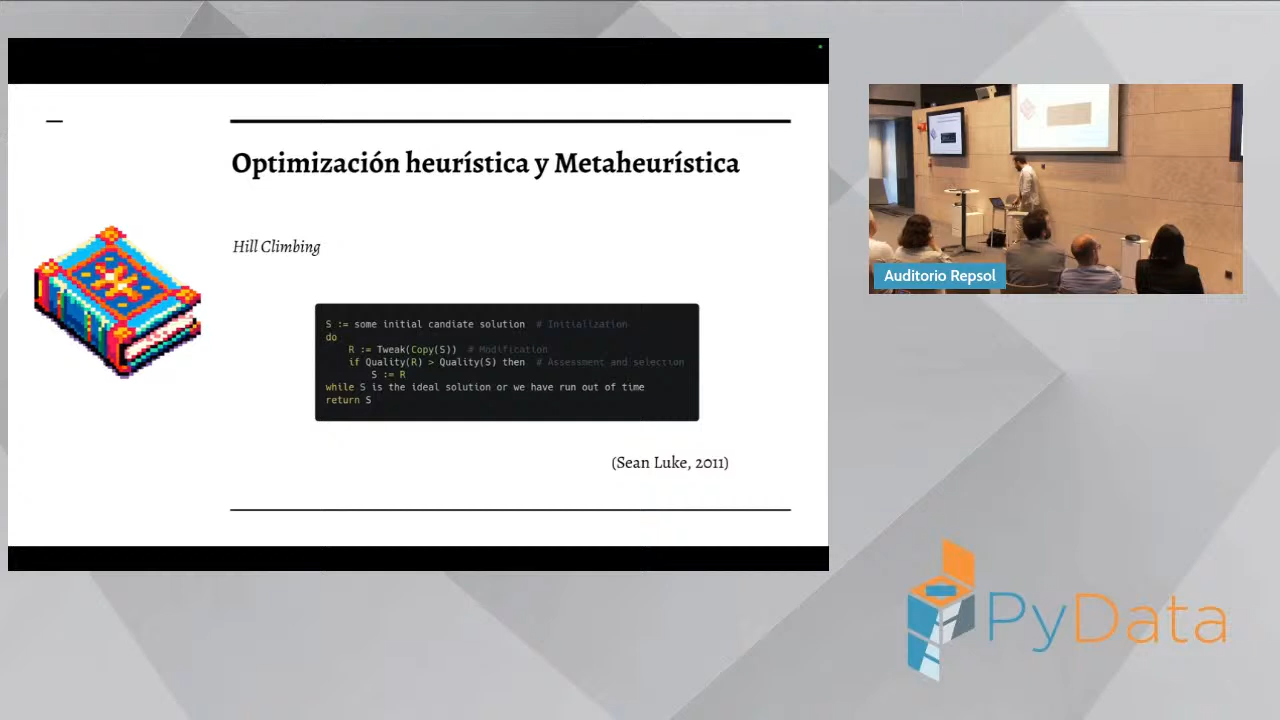 Optimización heurística y Metaheurística
Hill Climbing
S := some initial candiate solution # Initialization
do
R := Tweak(Copy(S)) # Modification
if Quality(R) > Quality(S) then # Assessment and selection
S := R
while S is the ideal solution or we have run out of time
return S
(Sean Luke, 2011)
Auditorio Repsol
PyData